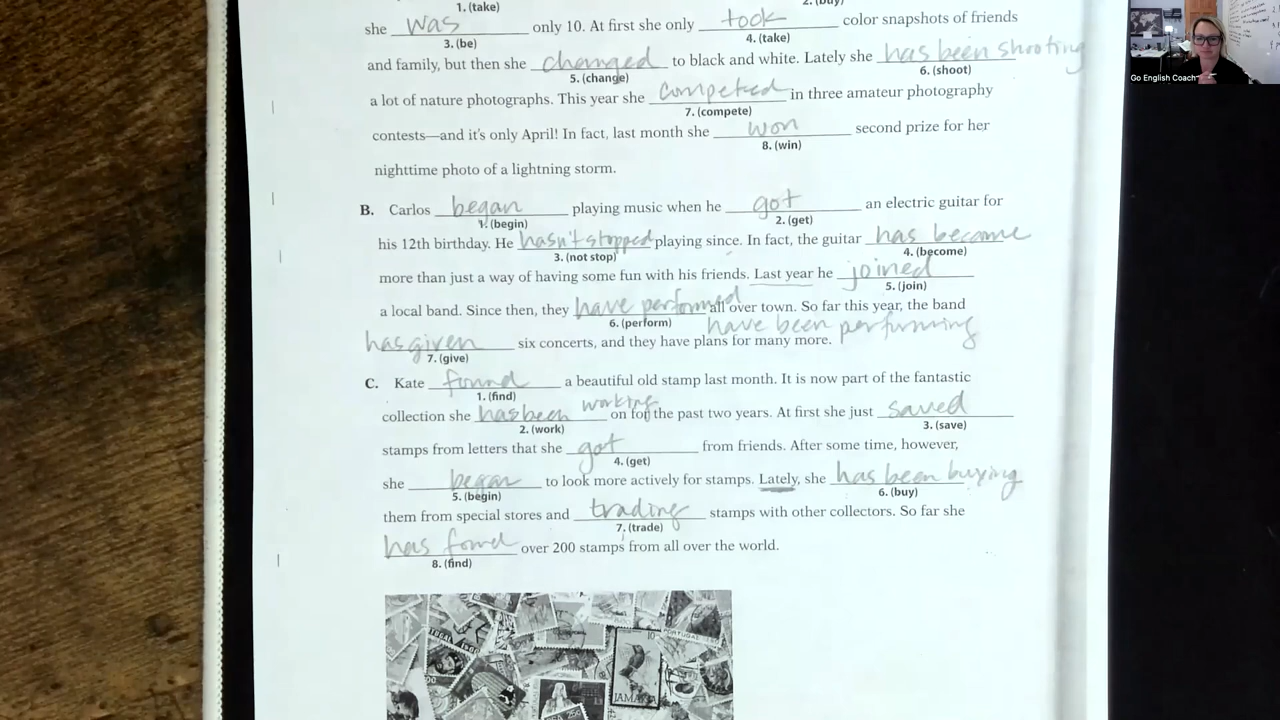 1. (take) 2. (buy)
she was only 10. At first she only took color snapshots of friends
3. (be) 4. (take)
and family, but then she changed to black and white. Lately she has been shooting
5. (change) 6. (shoot)
a lot of nature photographs. This year she competed in three amateur photography
7. (compete)
contests—and it's only April! In fact, last month she won second prize for her
8. (win)
nighttime photo of a lightning storm.
B. Carlos began playing music when he got an electric guitar for
1. (begin) 2. (get)
his 12th birthday. He hasn't stopped playing since. In fact, the guitar has become
3. (not stop) 4. (become)
more than just a way of having some fun with his friends. Last year he joined
5. (join)
a local band. Since then, they have performed all over town. So far this year, the band
6. (perform) have been performing
has given six concerts, and they have plans for many more.
7. (give)
C. Kate found a beautiful old stamp last month. It is now part of the fantastic
1. (find)
collection she has been working on for the past two years. At first she just saved
2. (work) 3. (save)
stamps from letters that she got from friends. After some time, however,
4. (get)
she began to look more actively for stamps. Lately, she has been buying
5. (begin) 6. (buy)
them from special stores and trading stamps with other collectors. So far she
7. (trade)
has found over 200 stamps from all over the world.
8. (find)
PORTUGAL
JAMAICA
Go English Coach